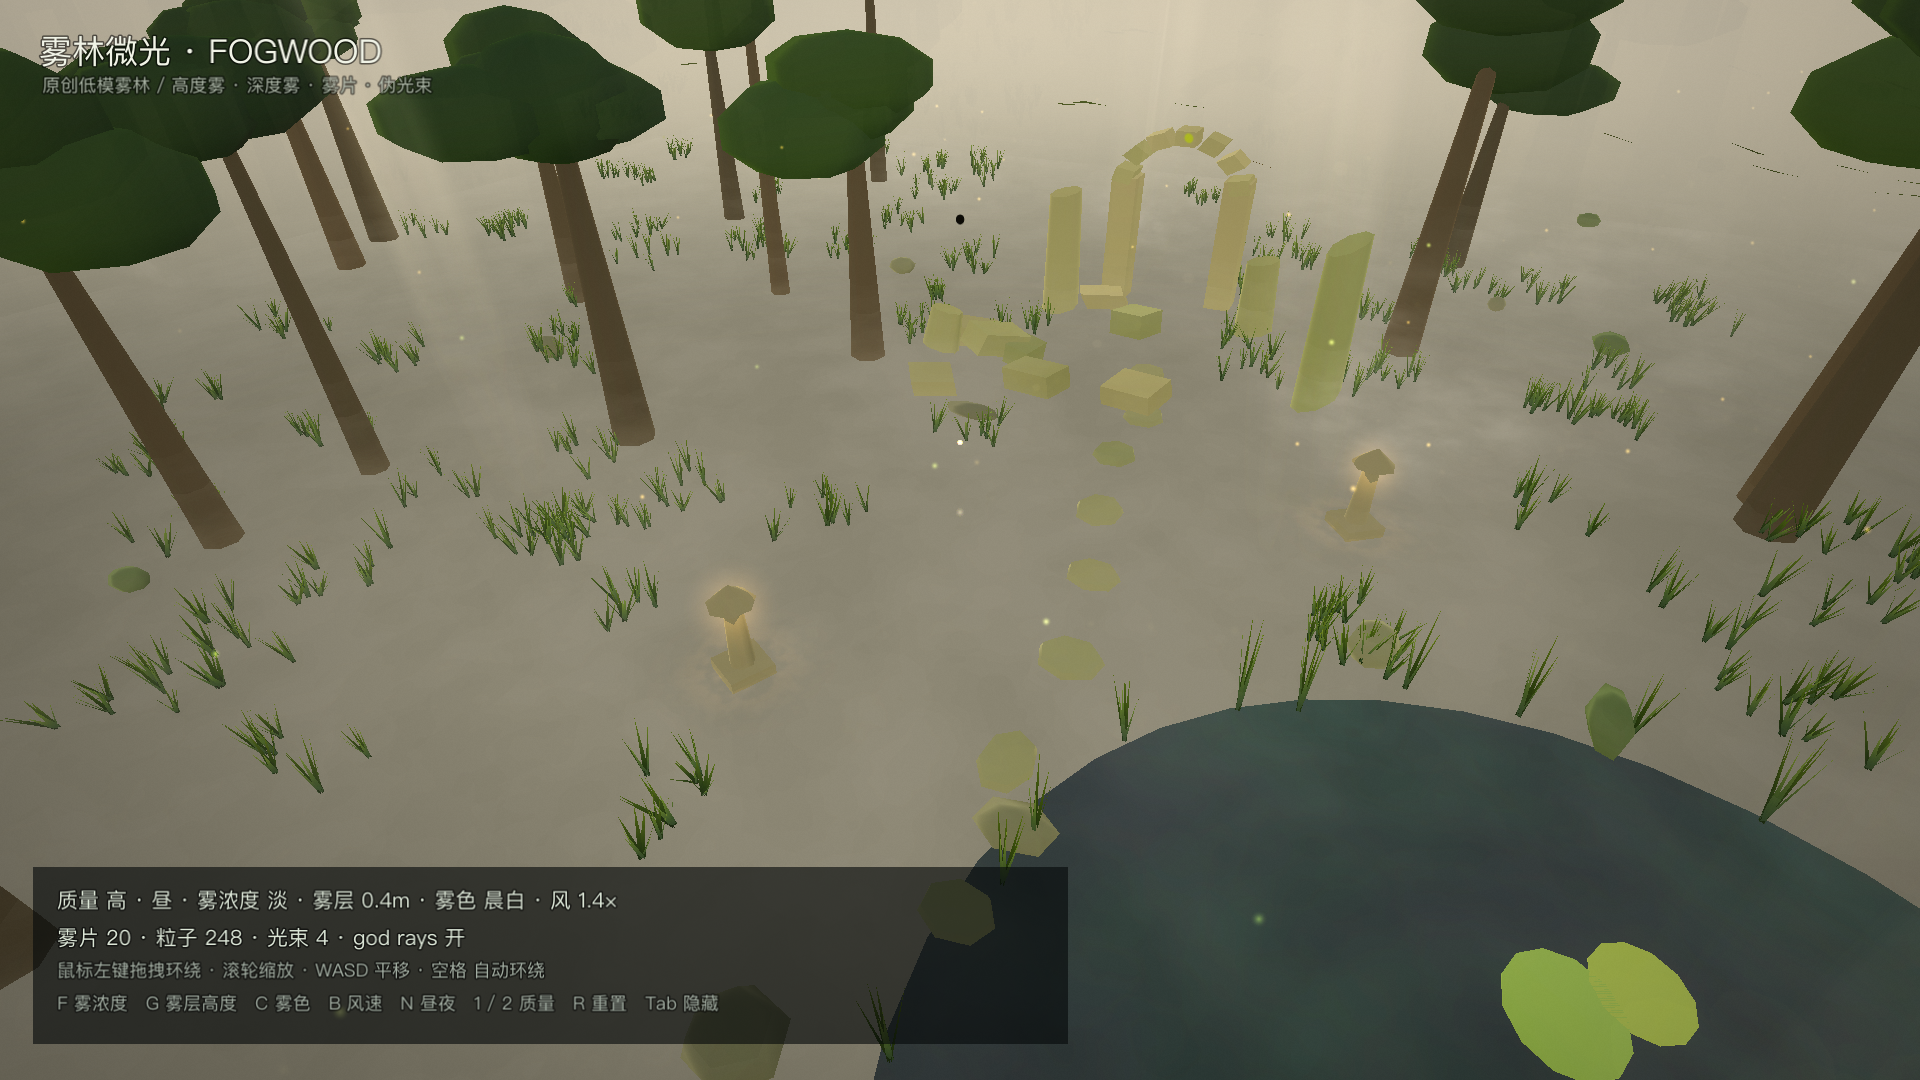 雾林微光 · FOGWOOD
原创低模雾林 / 高度雾 · 深度雾 · 雾片 · 伪光束
质量 高 · 昼 · 雾浓度 淡 · 雾层 0.4m · 雾色 晨白 · 风 1.4×
雾片 20 · 粒子 248 · 光束 4 · god rays 开
鼠标左键拖拽环绕 · 滚轮缩放 · WASD 平移 · 空格 自动环绕
F 雾浓度 G 雾层高度 C 雾色 B 风速 N 昼夜 1 / 2 质量 R 重置 Tab 隐藏